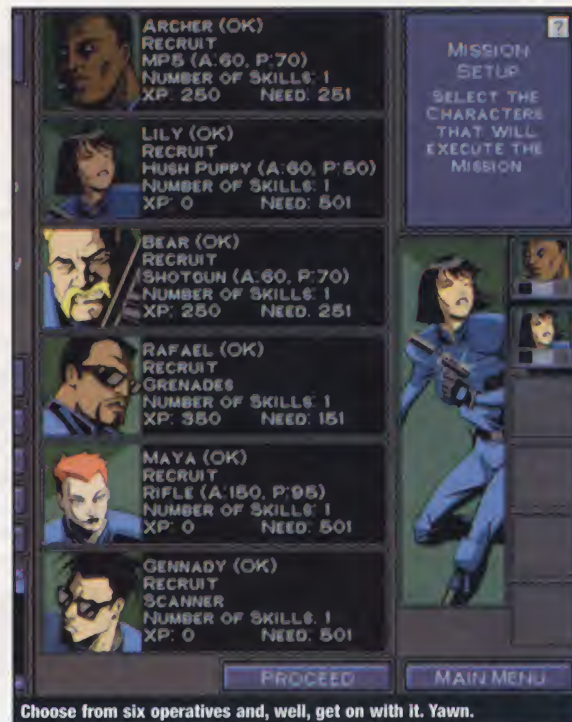 ARCHER (OK)
RECRUIT
MP5 (A:60, P:70)
NUMBER OF SKILLS: 1
XP: 250 NEED: 251
LILY (OK)
RECRUIT
HUSH PUPPY (A:60, P:50)
NUMBER OF SKILLS: 1
XP: 0 NEED: 501
BEAR (OK)
RECRUIT
SHOTGUN (A:60, P:70)
NUMBER OF SKILLS: 1
XP: 250 NEED: 251
RAFAEL (OK)
RECRUIT
GRENADES
NUMBER OF SKILLS: 1
XP: 350 NEED: 151
MAYA (OK)
RECRUIT
RIFLE (A:150, P:95)
NUMBER OF SKILLS: 1
XP: 0 NEED: 501
GENNADY (OK)
RECRUIT
SCANNER
NUMBER OF SKILLS: 1
XP: 0 NEED: 501
PROCEED
?
MISSION
SETUP
SELECT THE
CHARACTERS
THAT WILL
EXECUTE THE
MISSION
MAIN MENU
Choose from six operatives and, well, get on with it. Yawn.